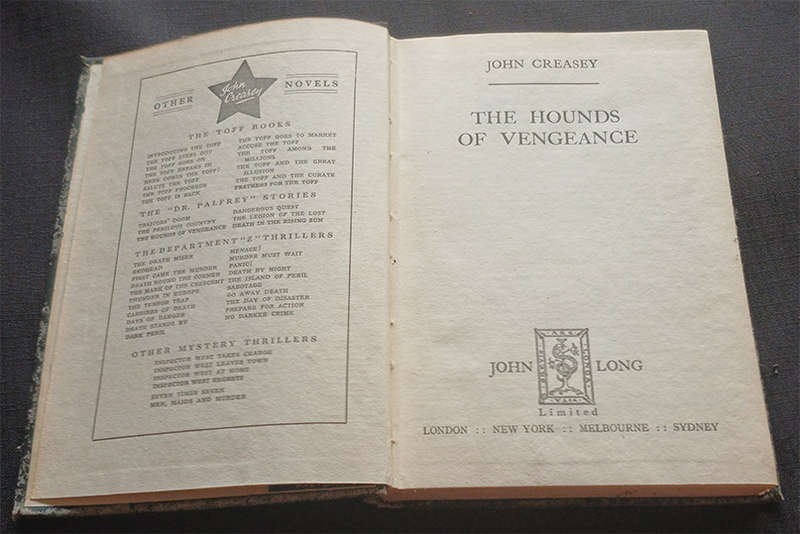 OTHER John Creasey NOVELS
THE TOFF BOOKS
INTRODUCING THE TOFF
THE TOFF STEPS OUT
THE TOFF GOES ON
THE TOFF BREAKS IN
HERE COMES THE TOFF!
SALUTE THE TOFF
THE TOFF PROCEEDS
THE TOFF IS BACK
THE TOFF GOES TO MARKET
ACCUSE THE TOFF
THE TOFF AMONG THE
MILLIONS
THE TOFF AND THE GREAT
ILLUSION
THE TOFF AND THE CURATE
FEATHERS FOR THE TOFF
THE "DR. PALFREY" STORIES
TRAITORS' DOOM
THE PERILOUS COUNTRY
THE HOUNDS OF VENGEANCE
DANGEROUS QUEST
THE LEGION OF THE LOST
DEATH IN THE RISING SUN
THE DEPARTMENT "Z" THRILLERS
THE DEATH MISER
REDHEAD
FIRST CAME THE MURDER
DEATH ROUND THE CORNER
THE MARK OF THE CRESCENT
THUNDER IN EUROPE
THE TERROR TRAP
CARRIERS OF DEATH
DAYS OF DANGER
DEATH STANDS BY
DARK PERIL
MENACE!
MURDER MUST WAIT
PANIC!
DEATH BY NIGHT
THE ISLAND OF PERIL
SABOTAGE
GO AWAY DEATH
THE DAY OF DISASTER
PREPARE FOR ACTION
NO DARKER CRIME
OTHER MYSTERY THRILLERS
INSPECTOR WEST TAKES CHARGE
INSPECTOR WEST LEAVES TOWN
INSPECTOR WEST AT HOME
INSPECTOR WEST REGRETS
SEVEN TIMES SEVEN
MEN, MAIDS AND MURDER
JOHN CREASEY
THE HOUNDS
OF VENGEANCE
JOHN LONG
Limited
LONDON :: NEW YORK :: MELBOURNE :: SYDNEY